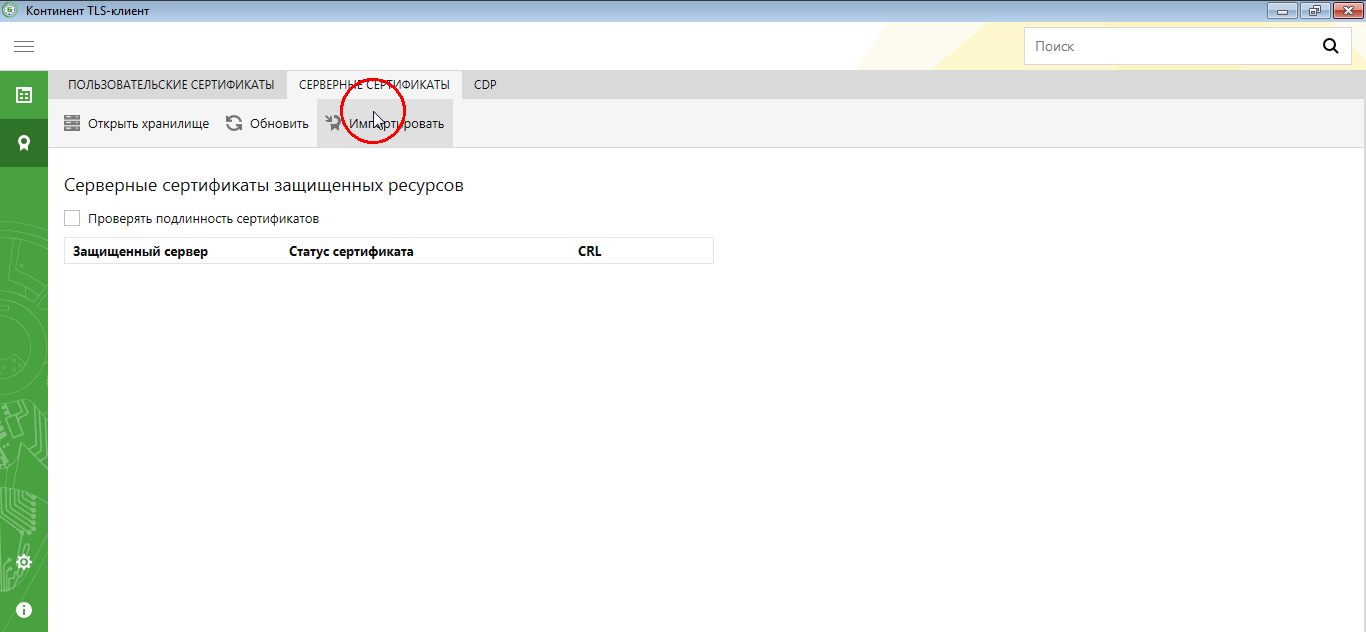 Континент TLS-клиент
Поиск
ПОЛЬЗОВАТЕЛЬСКИЕ СЕРТИФИКАТЫ СЕРВЕРНЫЕ СЕРТИФИКАТЫ CDP
Открыть хранилище Обновить Импортировать
Серверные сертификаты защищенных ресурсов
Проверять подлинность сертификатов
Защищенный сервер Статус сертификата CRL